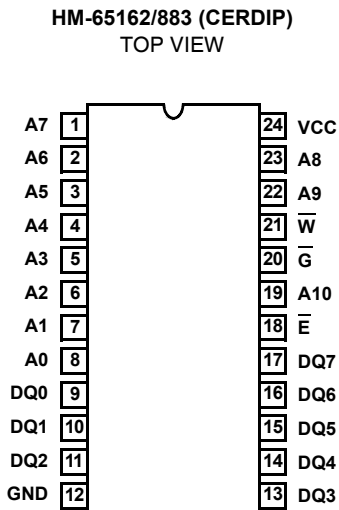 HM-65162/883 (CERDIP)
TOP VIEW
A7 1 24 VCC
A6 2 23 A8
A5 3 22 A9
A4 4 21 W̅
A3 5 20 G̅
A2 6 19 A10
A1 7 18 E̅
A0 8 17 DQ7
DQ0 9 16 DQ6
DQ1 10 15 DQ5
DQ2 11 14 DQ4
GND 12 13 DQ3